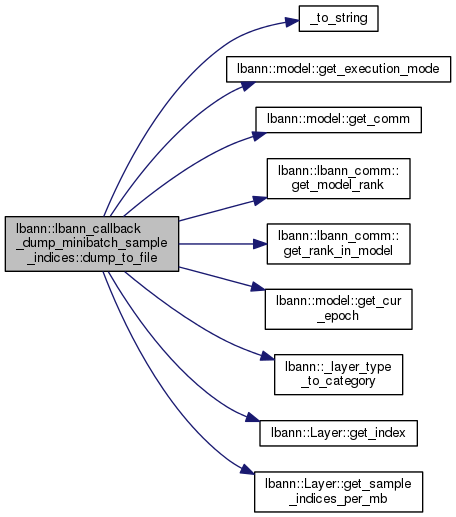 _to_string
lbann::model::get_execution_mode
lbann::model::get_comm
lbann::lbann_comm::
get_model_rank
lbann::lbann_callback
_dump_minibatch_sample
_indices::dump_to_file
lbann::lbann_comm::
get_rank_in_model
lbann::model::get_cur
_epoch
lbann::_layer_type
_to_category
lbann::Layer::get_index
lbann::Layer::get_sample
_indices_per_mb